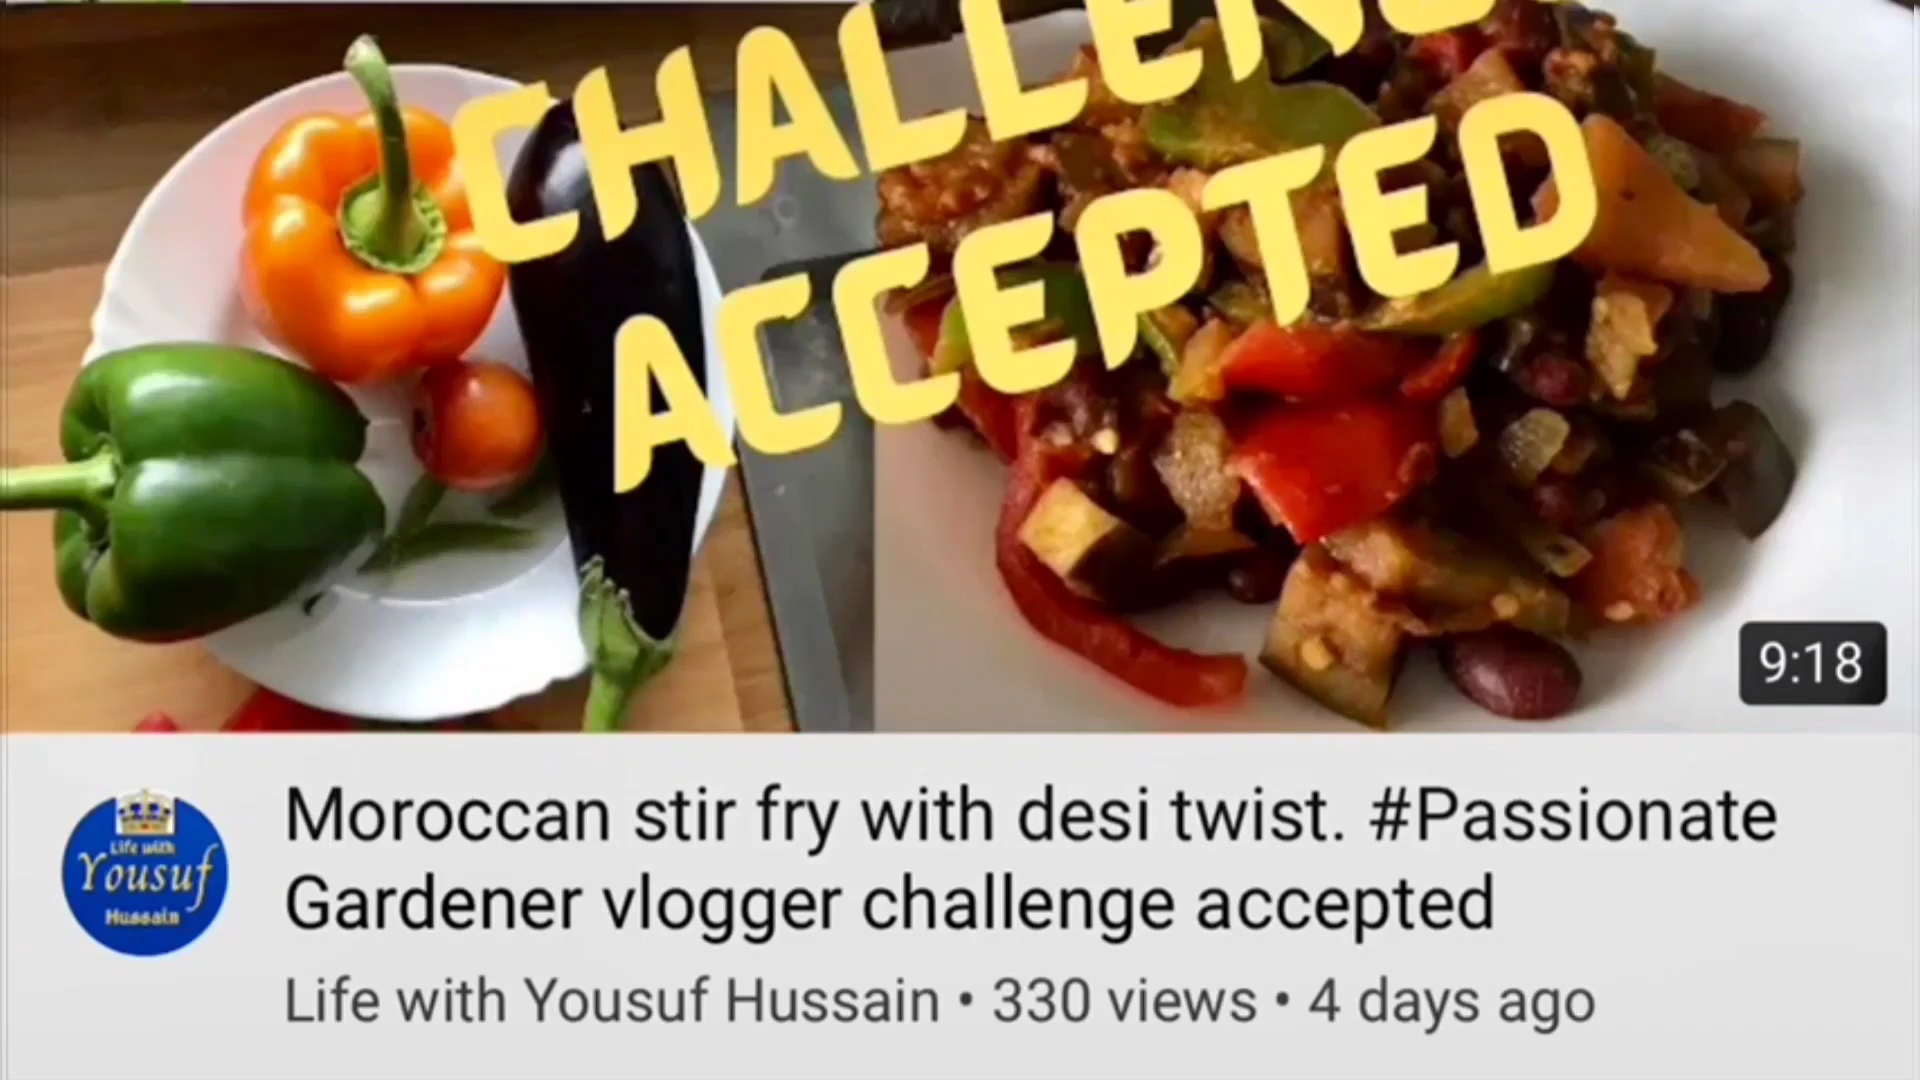 CHALLENG
ACCEPTED
9:18
Life with
Yousuf
Hussain
Moroccan stir fry with desi twist. #Passionate
Gardener vlogger challenge accepted
Life with Yousuf Hussain • 330 views • 4 days ago